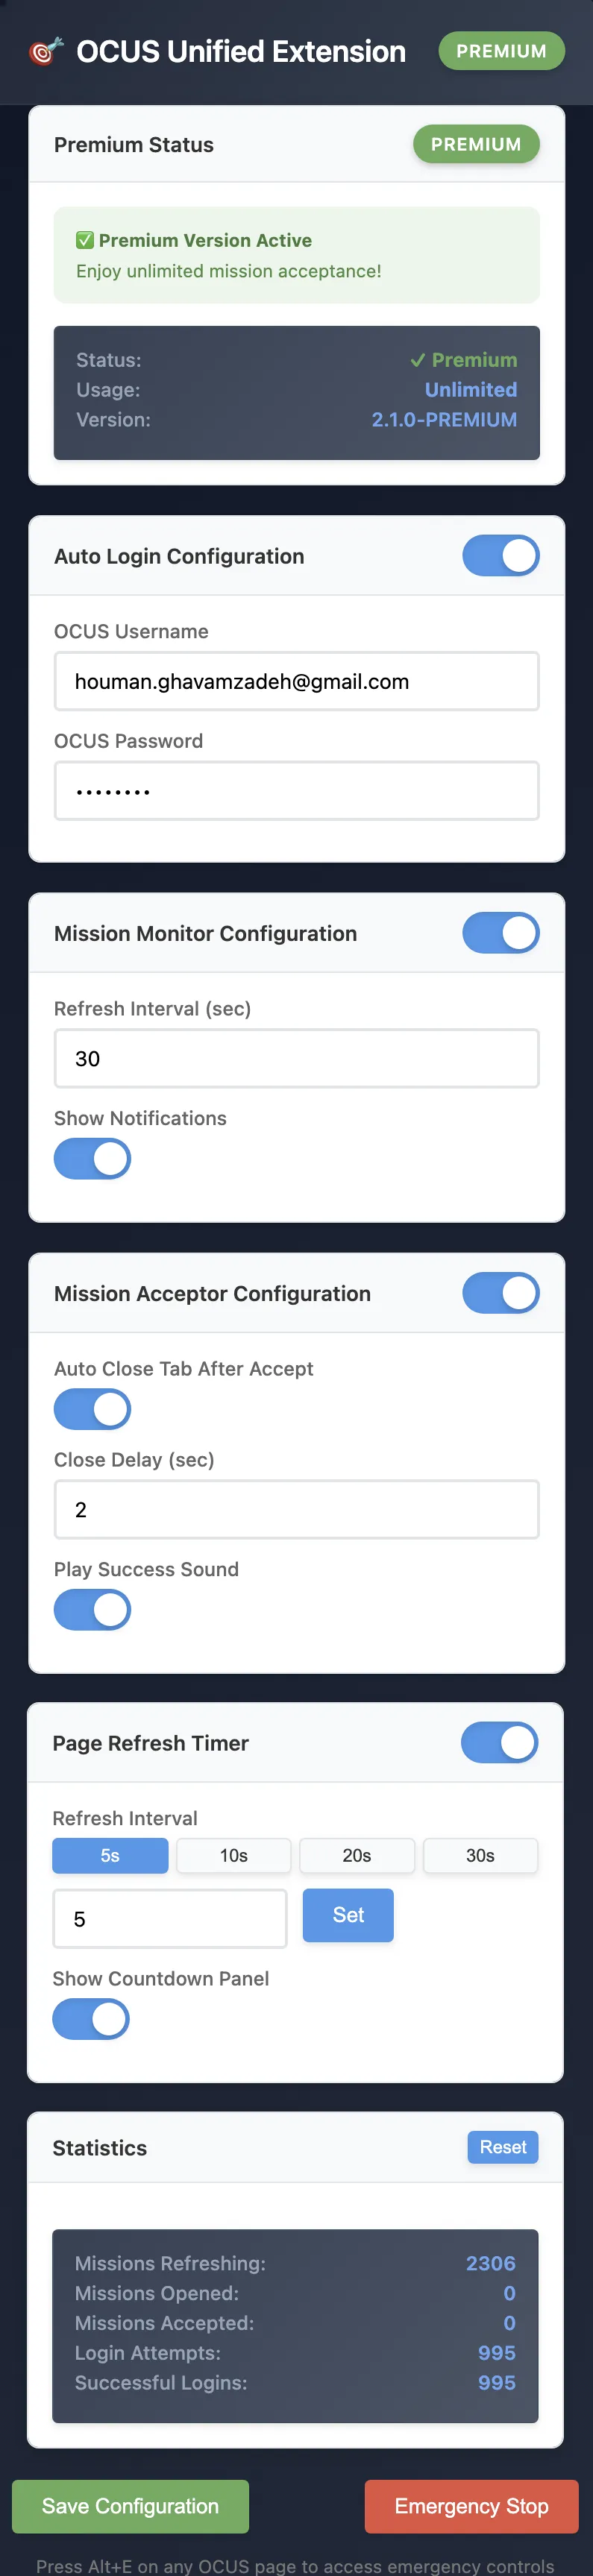 OCUS Unified Extension
PREMIUM
Premium Status
PREMIUM
✅ Premium Version Active
Enjoy unlimited mission acceptance!
Status: ✓ Premium
Usage: Unlimited
Version: 2.1.0-PREMIUM
Auto Login Configuration
OCUS Username
houman.ghavamzadeh@gmail.com
OCUS Password
••••••••
Mission Monitor Configuration
Refresh Interval (sec)
30
Show Notifications
Mission Acceptor Configuration
Auto Close Tab After Accept
Close Delay (sec)
2
Play Success Sound
Page Refresh Timer
Refresh Interval
5s 10s 20s 30s
5 Set
Show Countdown Panel
Statistics Reset
Missions Refreshing: 2306
Missions Opened: 0
Missions Accepted: 0
Login Attempts: 995
Successful Logins: 995
Save Configuration Emergency Stop
Press Alt+E on any OCUS page to access emergency controls